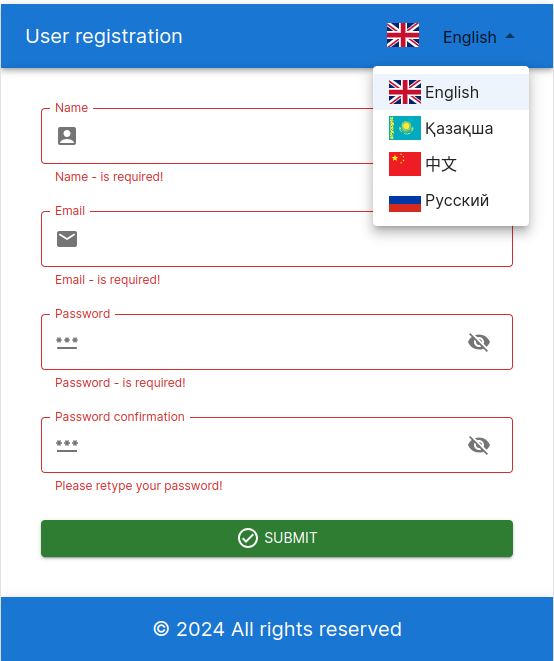 User registration
English
English
Қазақша
中文
Русский
Name
Name - is required!
Email
Email - is required!
Password
***
Password - is required!
Password confirmation
***
Please retype your password!
SUBMIT
© 2024 All rights reserved